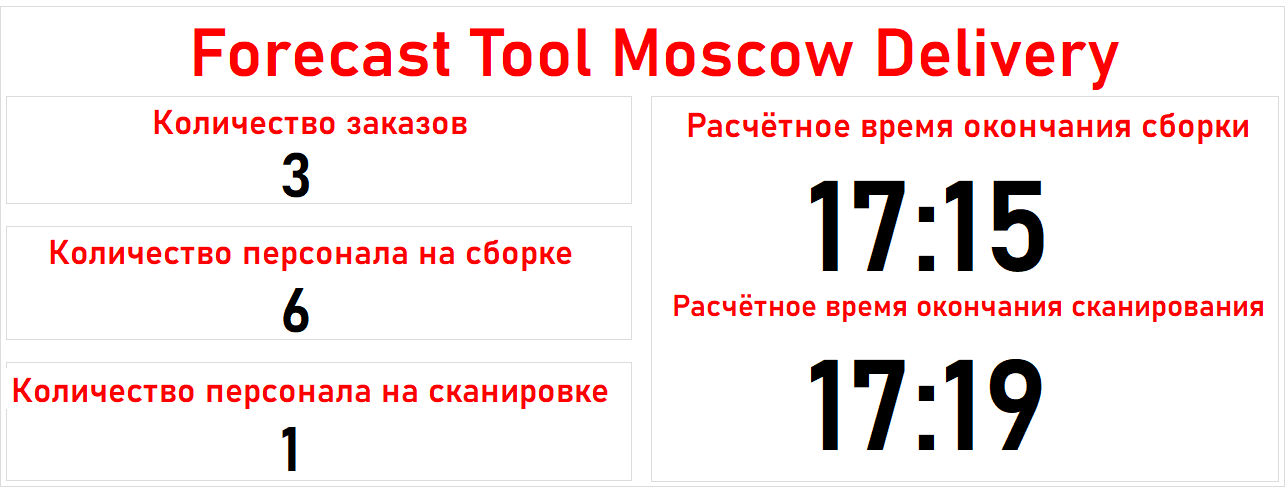 Forecast Tool Moscow Delivery
Количество заказов
3
Количество персонала на сборке
6
Количество персонала на сканировке
1
Расчётное время окончания сборки
17:15
Расчётное время окончания сканирования
17:19